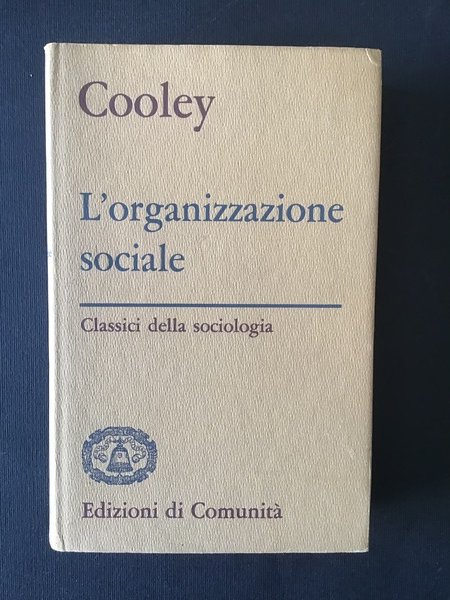 Cooley
L'organizzazione
sociale
Classici della sociologia
Edizioni di Comunità